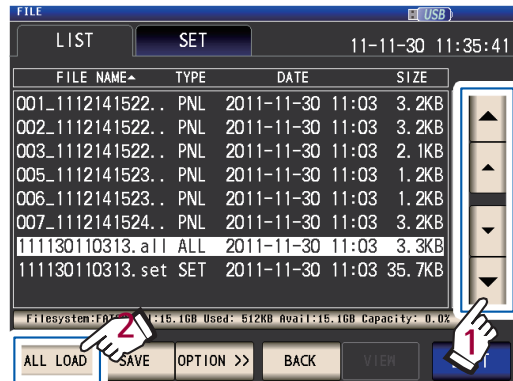 FILE
USB
LIST SET 11-11-30 11:35:41
FILE NAME TYPE DATE SIZE
001_1112141522.. PNL 2011-11-30 11:03 3.2KB
002_1112141522.. PNL 2011-11-30 11:03 3.2KB
003_1112141522.. PNL 2011-11-30 11:03 2.1KB
005_1112141523.. PNL 2011-11-30 11:03 1.2KB
006_1112141523.. PNL 2011-11-30 11:03 1.2KB
007_1112141524.. PNL 2011-11-30 11:03 3.2KB
111130110313.all ALL 2011-11-30 11:03 3.3KB
111130110313.set SET 2011-11-30 11:03 35.7KB
Used: 512KB Avail:15.1GB Capacity: 0.0%
2
1
ALL LOAD SAVE OPTION >> BACK VIEW